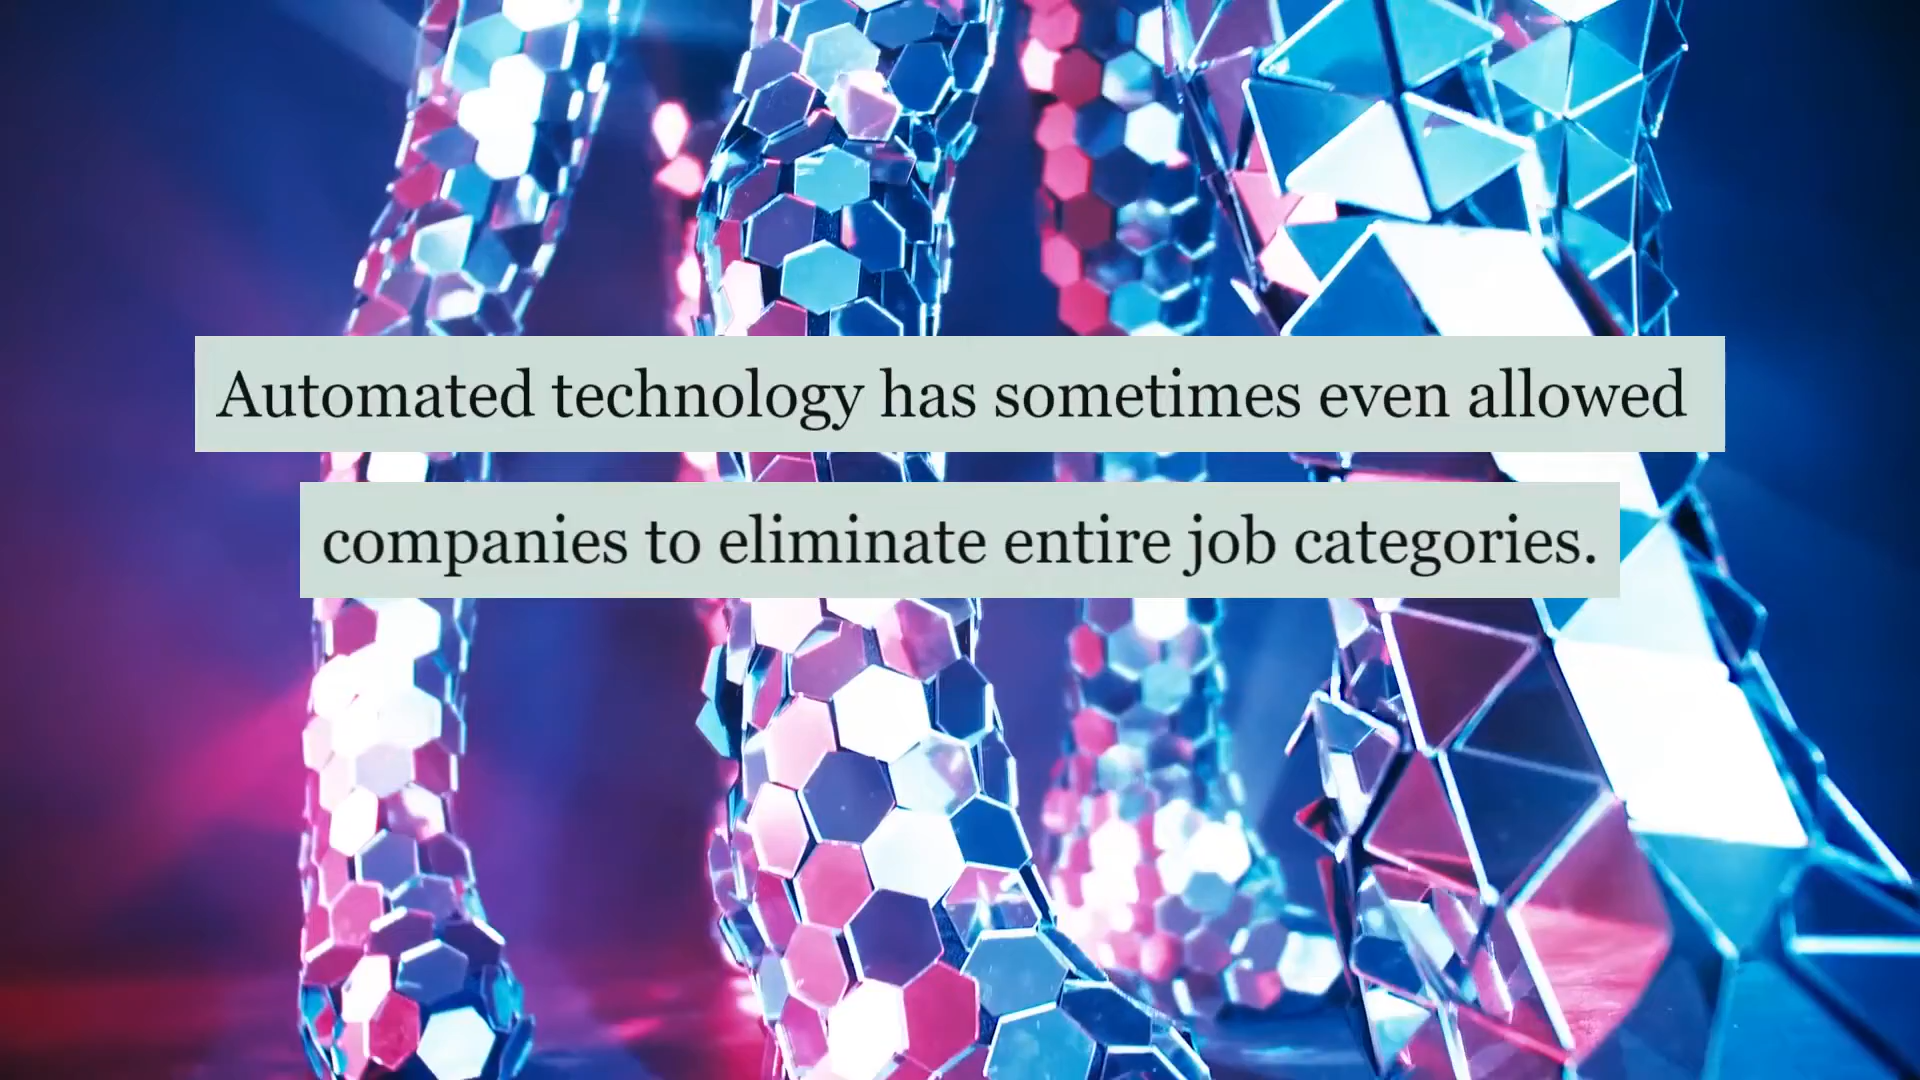 Automated technology has sometimes even allowed
companies to eliminate entire job categories.